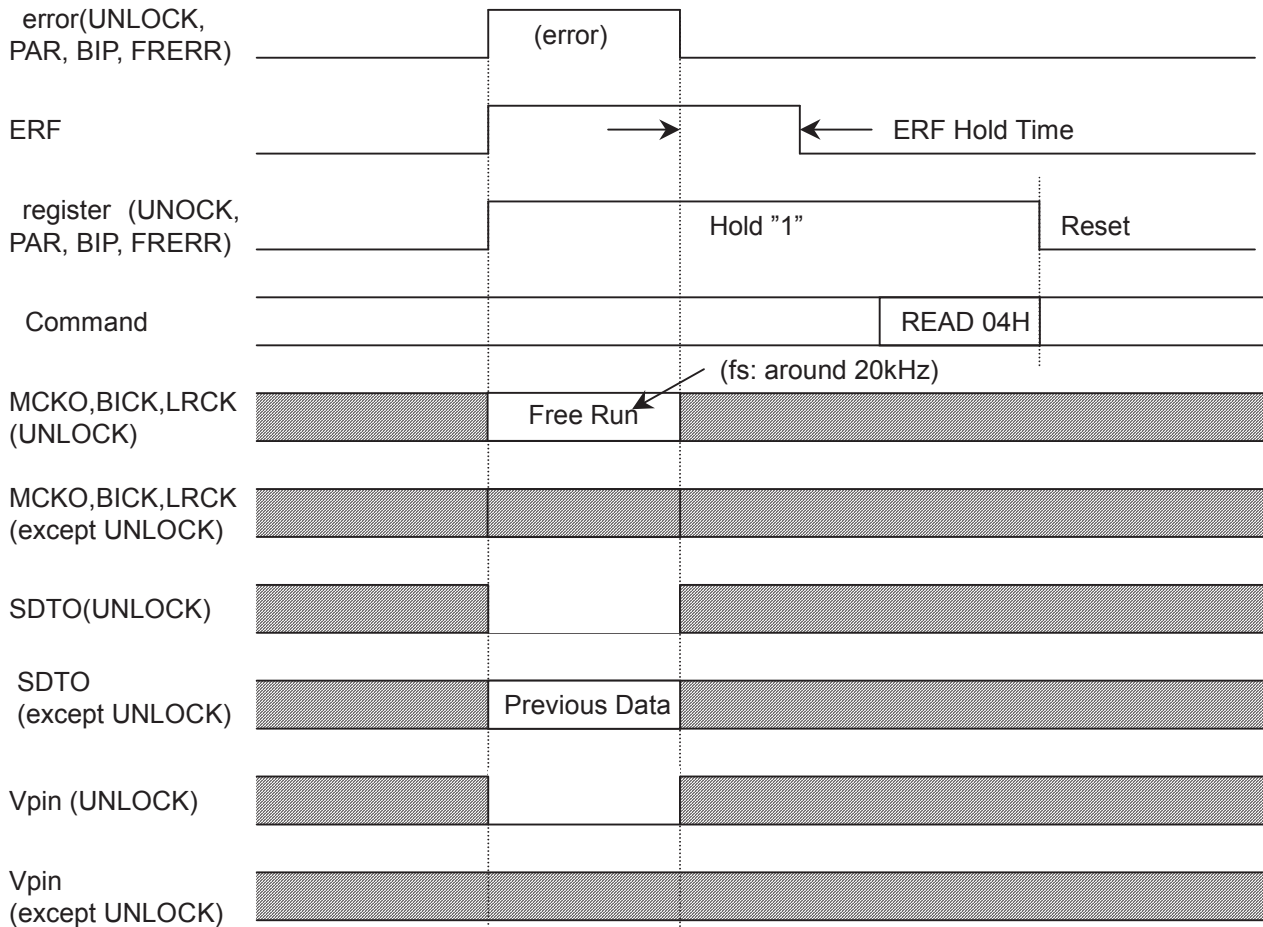 error(UNLOCK,
PAR, BIP, FRERR)
(error)
ERF
ERF Hold Time
register (UNOCK,
PAR, BIP, FRERR)
Hold ”1”
Reset
Command
READ 04H
(fs: around 20kHz)
MCKO,BICK,LRCK
(UNLOCK)
Free Run
MCKO,BICK,LRCK
(except UNLOCK)
SDTO(UNLOCK)
SDTO
(except UNLOCK)
Previous Data
Vpin (UNLOCK)
Vpin
(except UNLOCK)